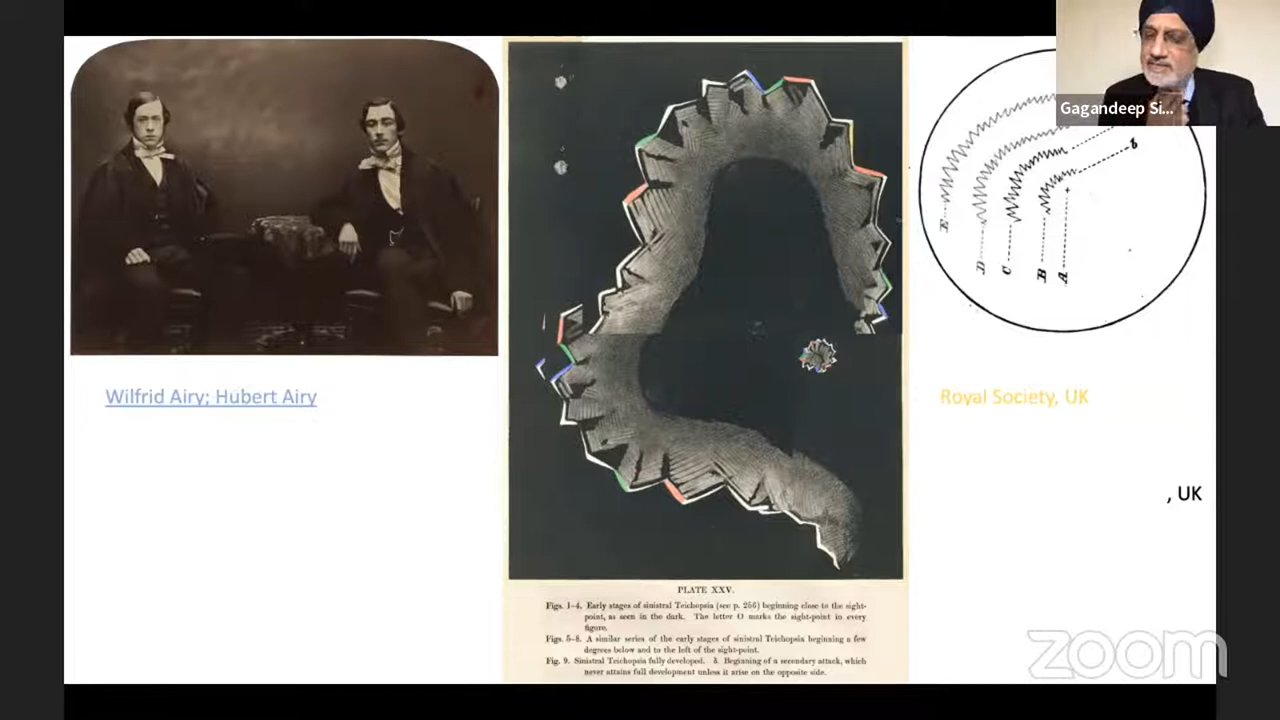 Gagandeep Si...
Wilfrid Airy; Hubert Airy
PLATE XXV.
Figs. 1–4. Early stages of sinistral Teichopsia (see p. 256) beginning close to the sight-
point, as seen in the dark. The letter O marks the sight-point in every
figure.
Figs. 5–8. A similar series of the early stages of sinistral Teichopsia beginning a few
degrees below and to the left of the sight-point.
Fig. 9. Sinistral Teichopsia fully developed. b. Beginning of a secondary attack, which
never attains full development unless it arise on the opposite side.
b
E
D
C
B
A
Royal Society, UK
, UK
zoom